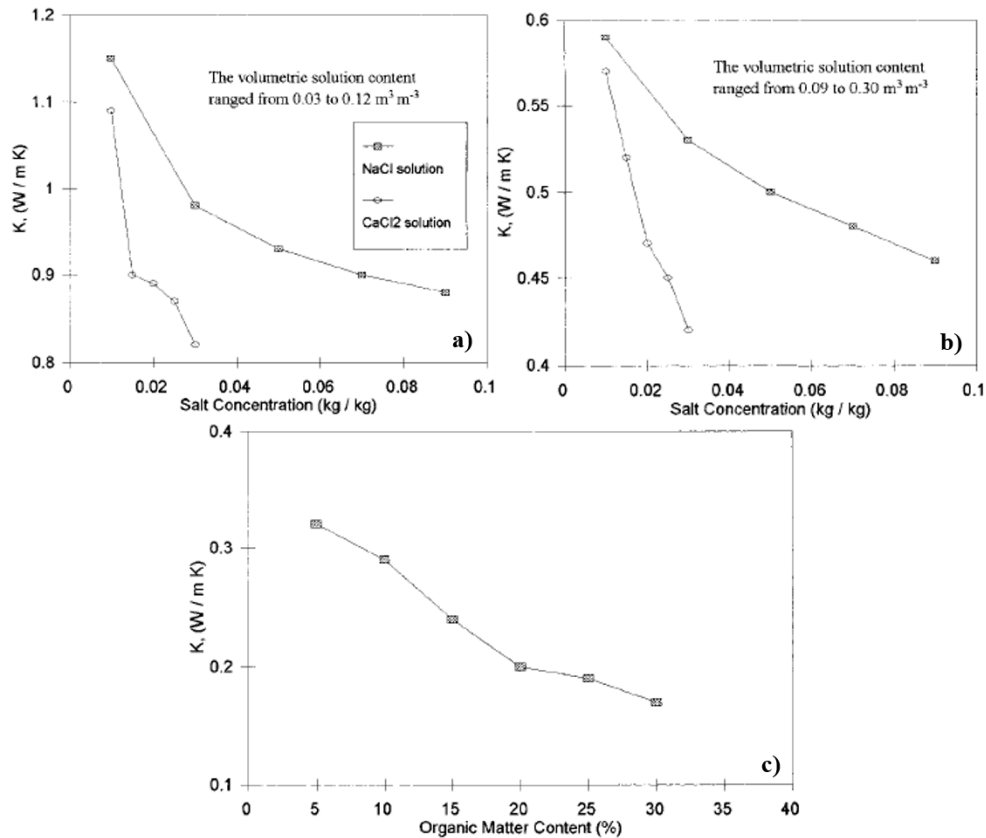 1.2
1.1
1
0.9
0.8
K, (W / m K)
The volumetric solution content
ranged from 0.03 to 0.12 m³ m⁻³
NaCl solution
CaCl2 solution
a)
0 0.02 0.04 0.06 0.08 0.1
Salt Concentration (kg / kg)
0.6
0.55
0.5
0.45
0.4
K, (W / m K)
The volumetric solution content
ranged from 0.09 to 0.30 m³ m⁻³
b)
0 0.02 0.04 0.06 0.08 0.1
Salt Concentration (kg / kg)
0.4
0.3
0.2
0.1
K, (W / m K)
c)
0 5 10 15 20 25 30 35 40
Organic Matter Content (%)